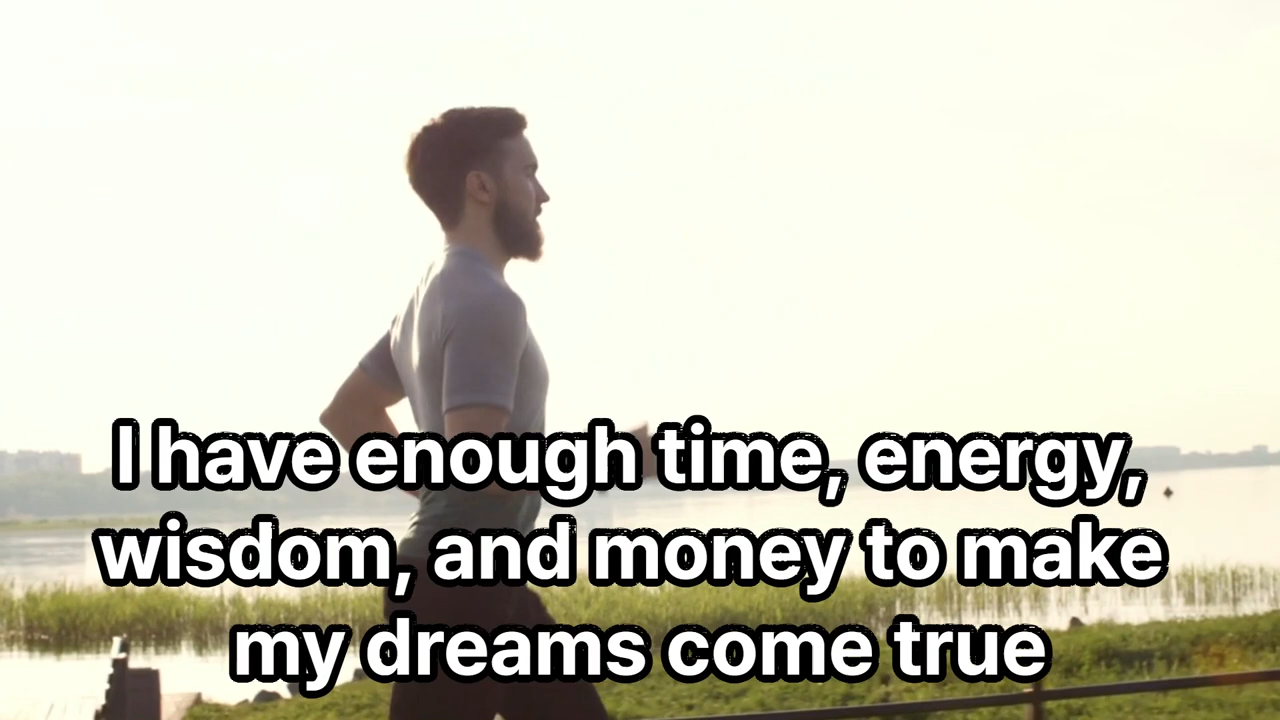 I have enough time, energy,
wisdom, and money to make
my dreams come true